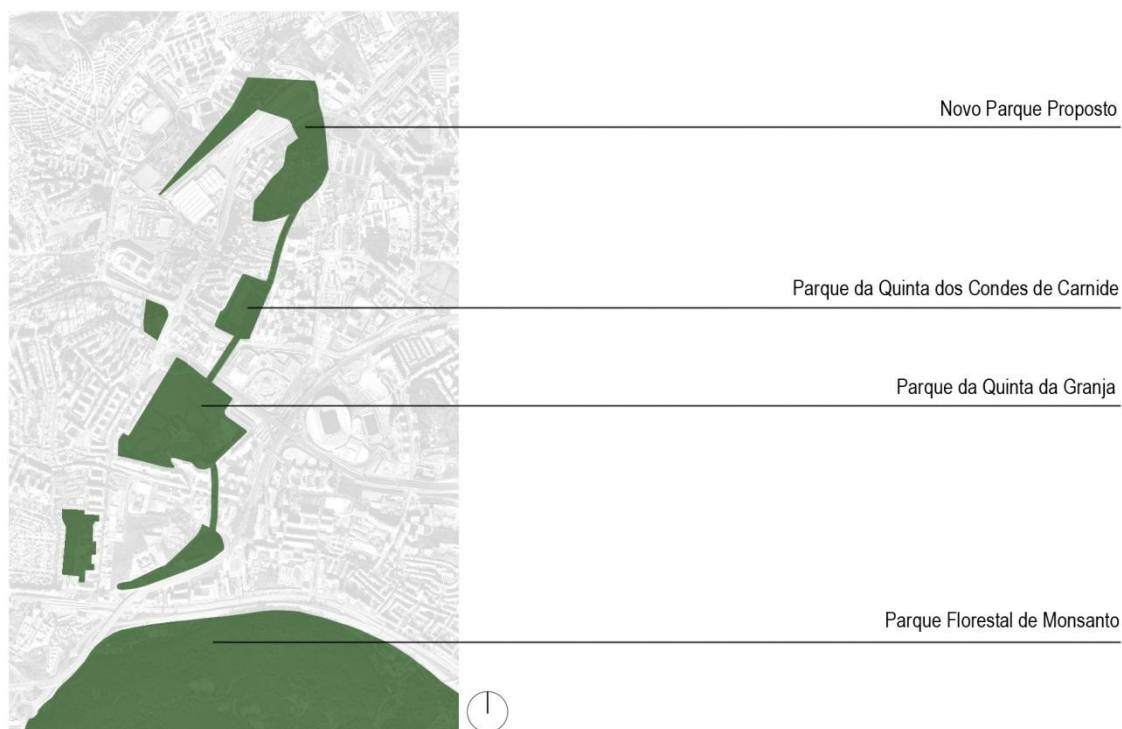 Novo Parque Proposto
Parque da Quinta dos Condes de Carnide
Parque da Quinta da Granja
Parque Florestal de Monsanto